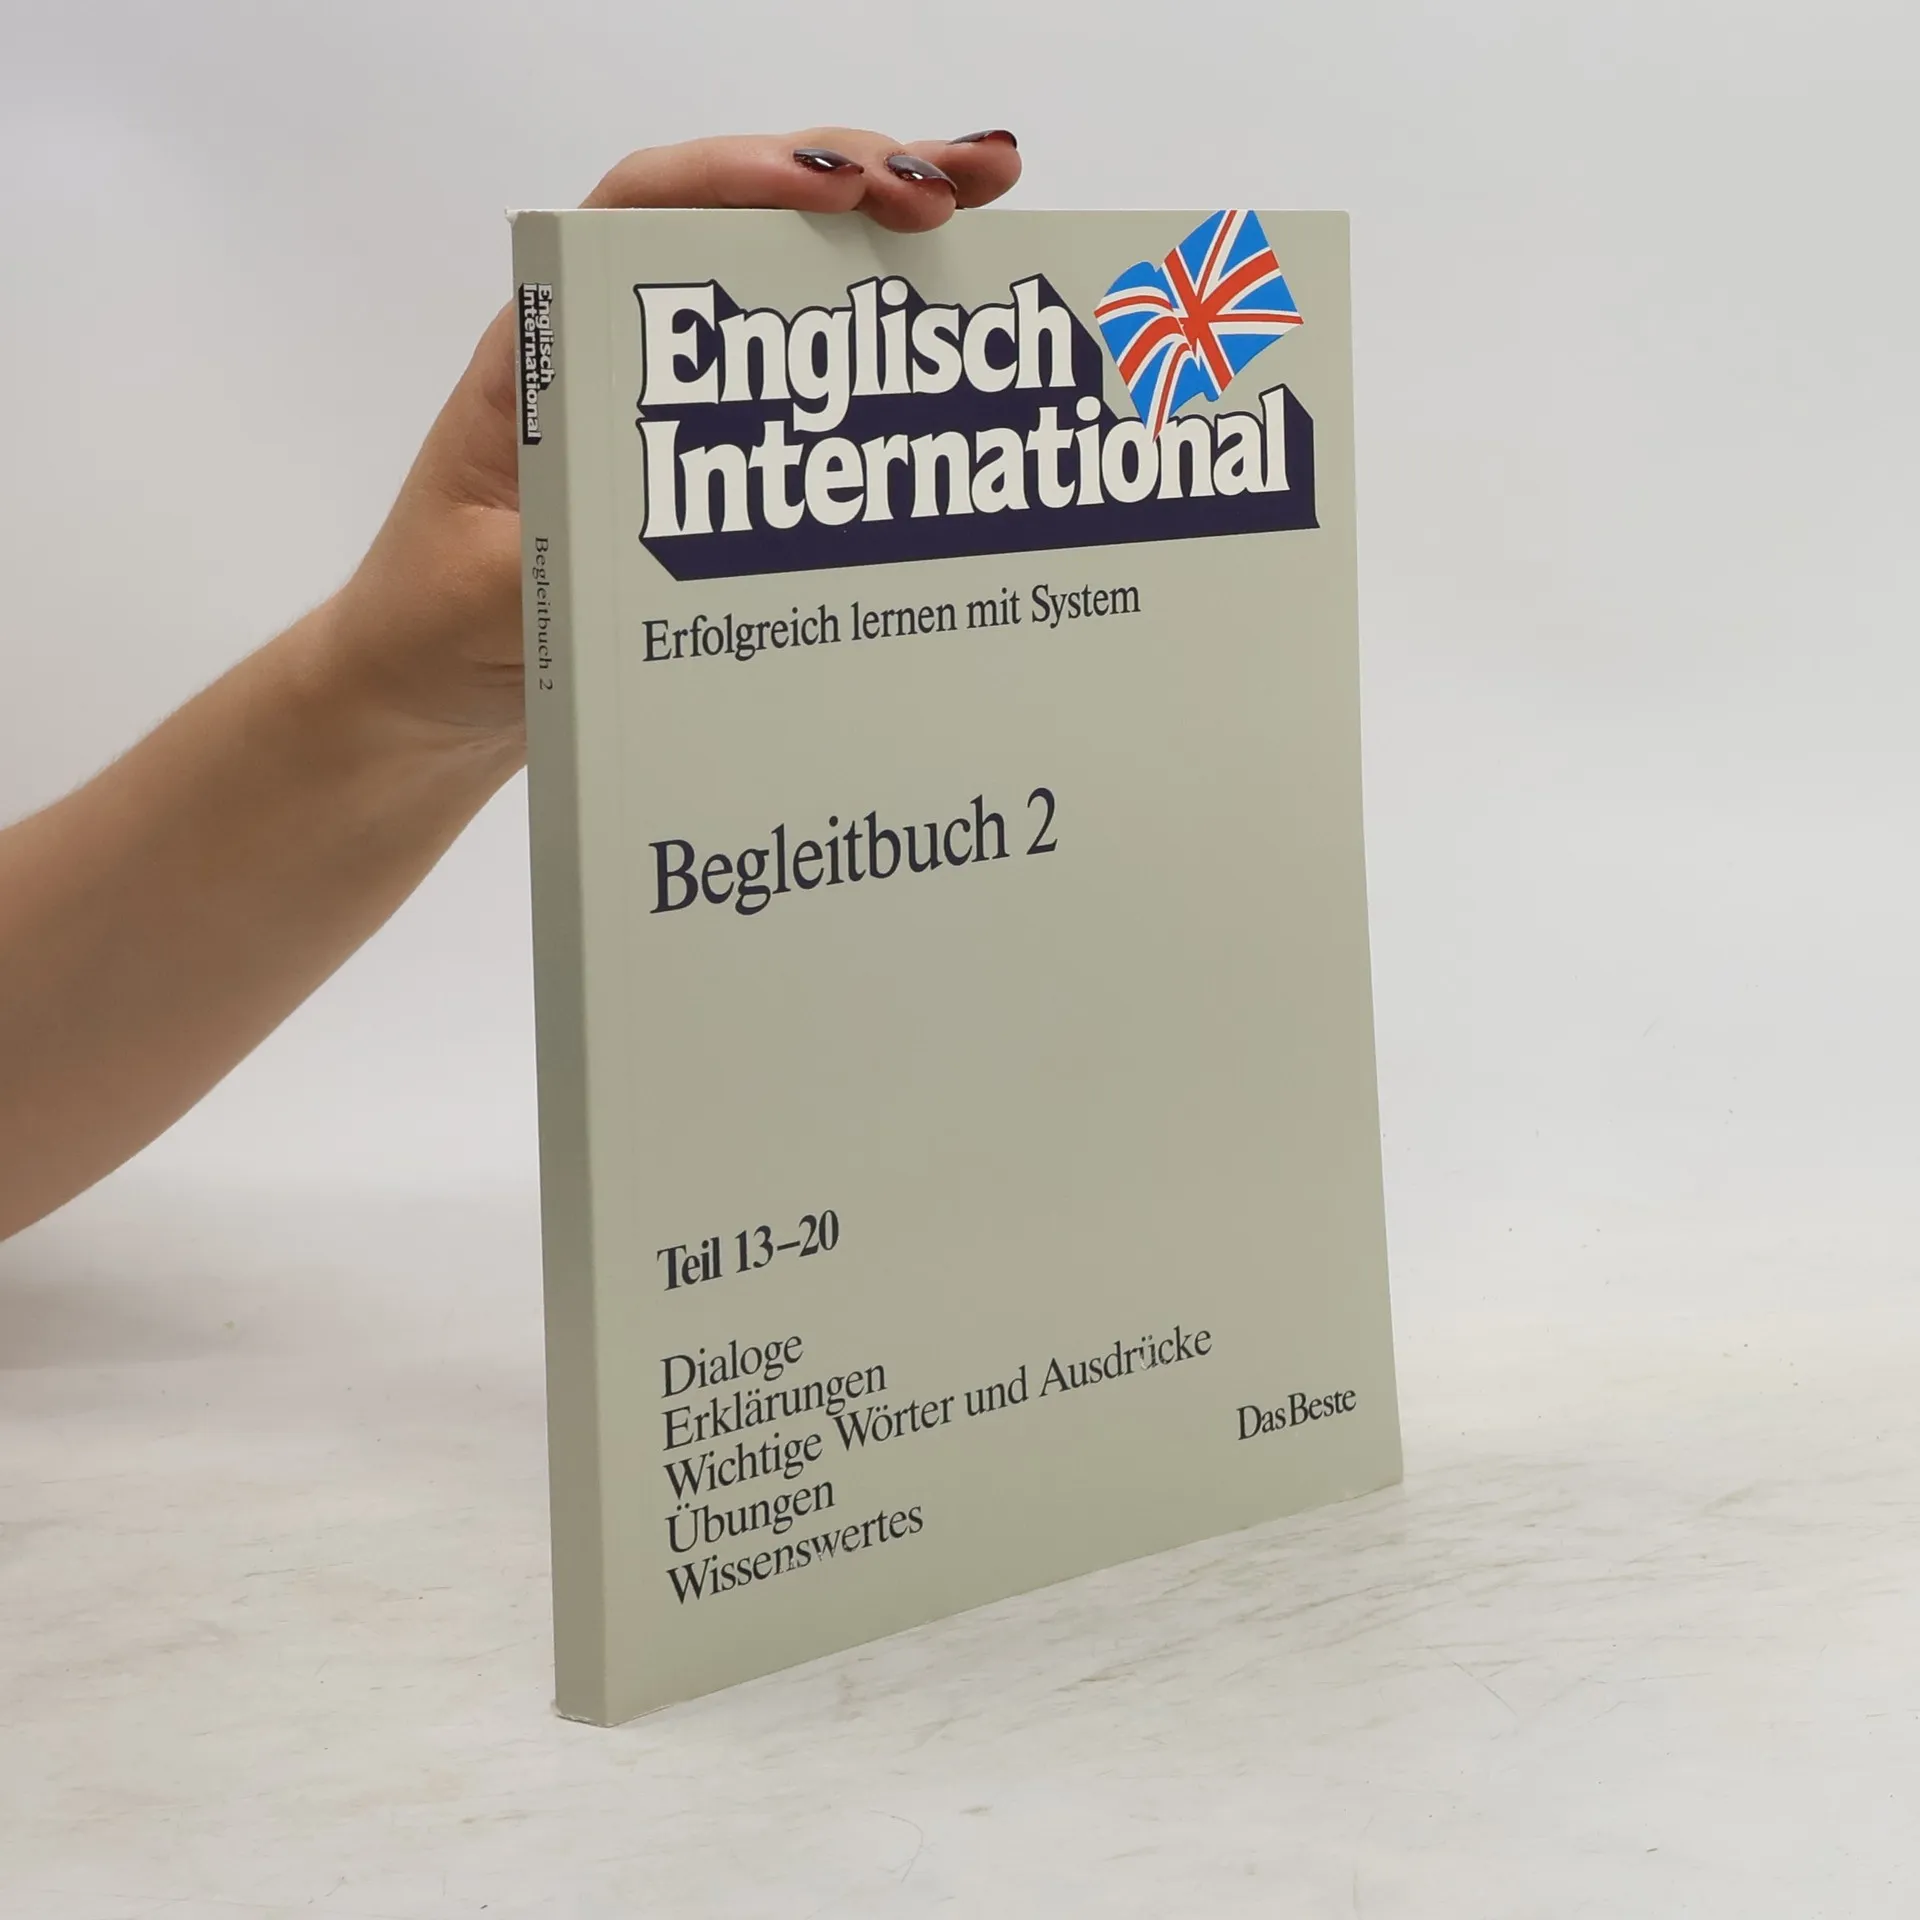 Englisch
International
Erfolgreich lernen mit System
Begleitbuch 2
Teil 13–20
Dialoge
Erklärungen
Wichtige Wörter und Ausdrücke
Übungen
Wissenswertes
Das Beste
Englisch
International
Begleitbuch 2